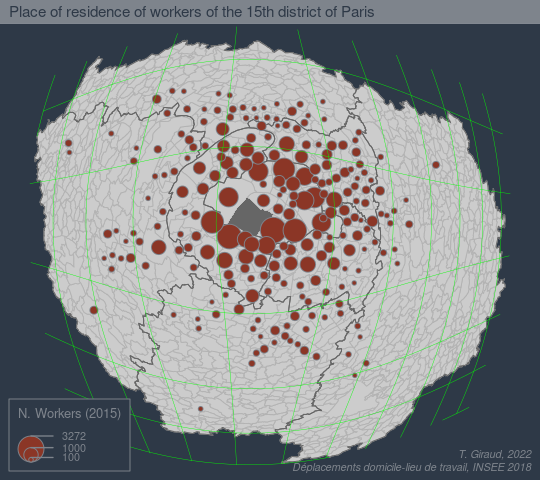 Place of residence of workers of the 15th district of Paris
N. Workers (2015)
3272
1000
100
T. Giraud, 2022
Déplacements domicile-lieu de travail, INSEE 2018